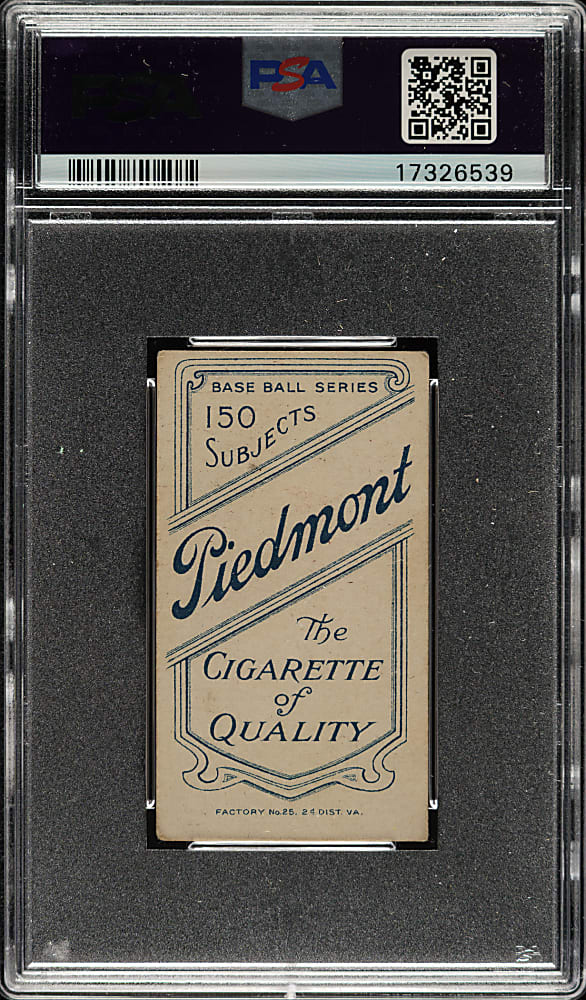 PSA
17326539
BASE BALL SERIES
150
SUBJECTS
Piedmont
The
CIGARETTE
of
QUALITY
FACTORY No.25. 2d DIST. VA.